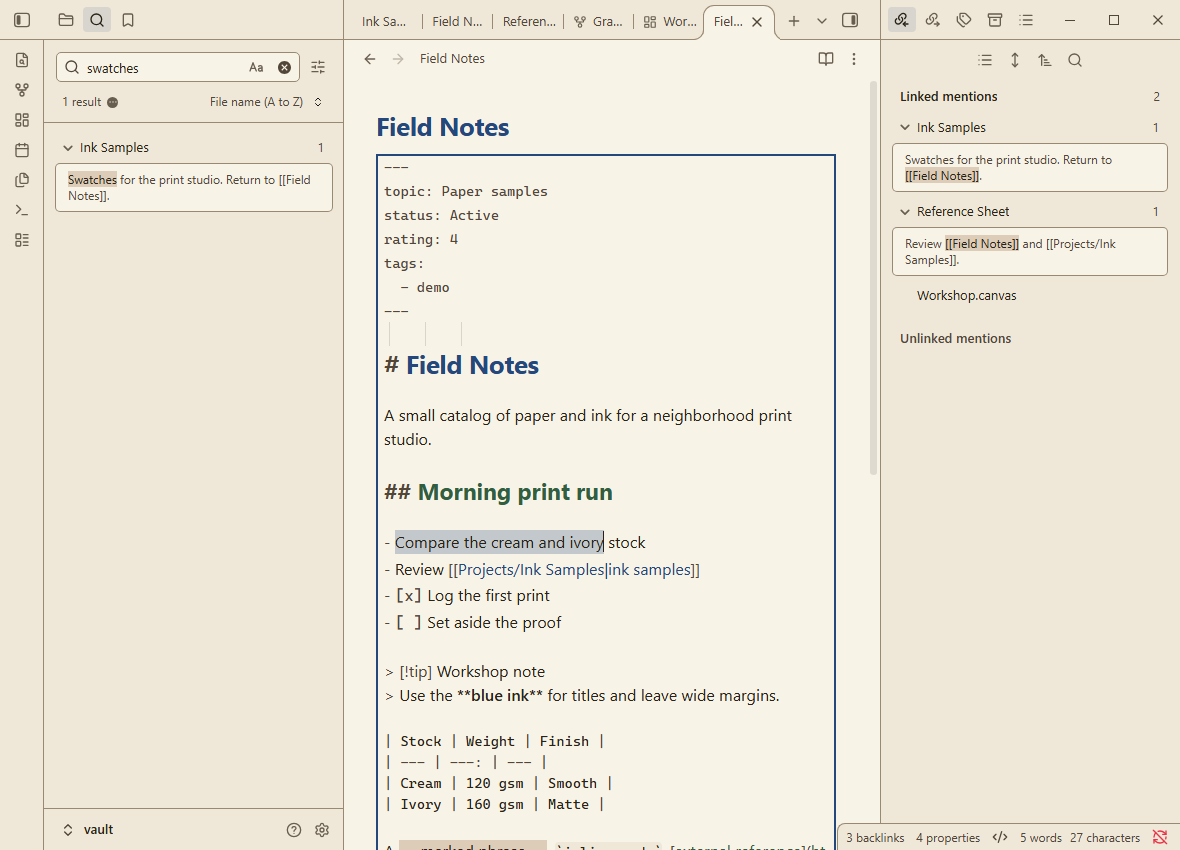 Ink Sa...
Field N...
Referen...
Gra...
Wor...
Fiel...
swatches
Aa
1 result
File name (A to Z)
Ink Samples
1
Swatches for the print studio. Return to [[Field
Notes]].
vault
Field Notes
Field Notes
---
topic: Paper samples
status: Active
rating: 4
tags:
  - demo
---
# Field Notes
A small catalog of paper and ink for a neighborhood print
studio.
## Morning print run
- Compare the cream and ivory stock
- Review [[Projects/Ink Samples|ink samples]]
- [x] Log the first print
- [ ] Set aside the proof
> [!tip] Workshop note
> Use the **blue ink** for titles and leave wide margins.
| Stock | Weight | Finish |
| --- | ---: | --- |
| Cream | 120 gsm | Smooth |
| Ivory | 160 gsm | Matte |
Linked mentions
2
Ink Samples
1
Swatches for the print studio. Return to
[[Field Notes]].
Reference Sheet
1
Review [[Field Notes]] and [[Projects/Ink
Samples]].
Workshop.canvas
Unlinked mentions
3 backlinks
4 properties
5 words
27 characters